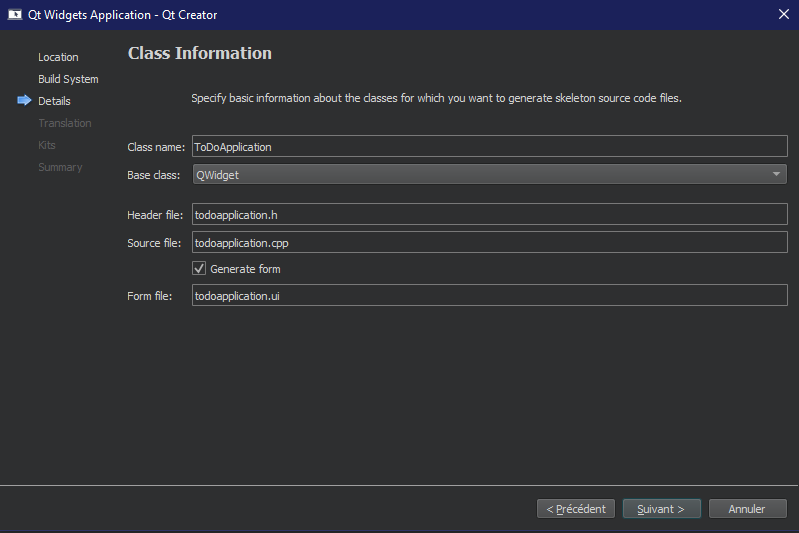 Qt Widgets Application - Qt Creator
Location
Build System
Details
Translation
Kits
Summary
Class Information
Specify basic information about the classes for which you want to generate skeleton source code files.
Class name: ToDoApplication
Base class: QWidget
Header file: todoapplication.h
Source file: todoapplication.cpp
Generate form
Form file: todoapplication.ui
< Précédent Suivant > Annuler